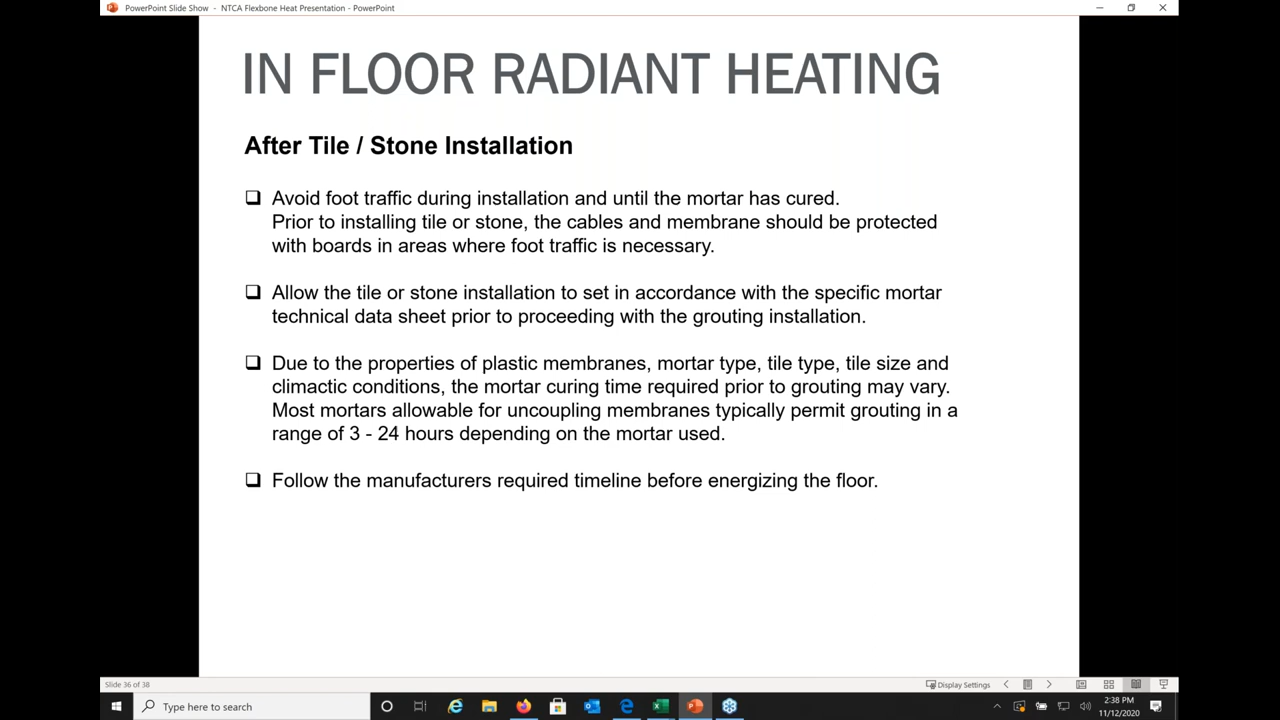 PowerPoint Slide Show - NTCA Flexbone Heat Presentation - PowerPoint
IN FLOOR RADIANT HEATING
After Tile / Stone Installation
Avoid foot traffic during installation and until the mortar has cured.
Prior to installing tile or stone, the cables and membrane should be protected
with boards in areas where foot traffic is necessary.
Allow the tile or stone installation to set in accordance with the specific mortar
technical data sheet prior to proceeding with the grouting installation.
Due to the properties of plastic membranes, mortar type, tile type, tile size and
climactic conditions, the mortar curing time required prior to grouting may vary.
Most mortars allowable for uncoupling membranes typically permit grouting in a
range of 3 - 24 hours depending on the mortar used.
Follow the manufacturers required timeline before energizing the floor.
Slide 36 of 38
Display Settings
Type here to search
2:38 PM
11/12/2020